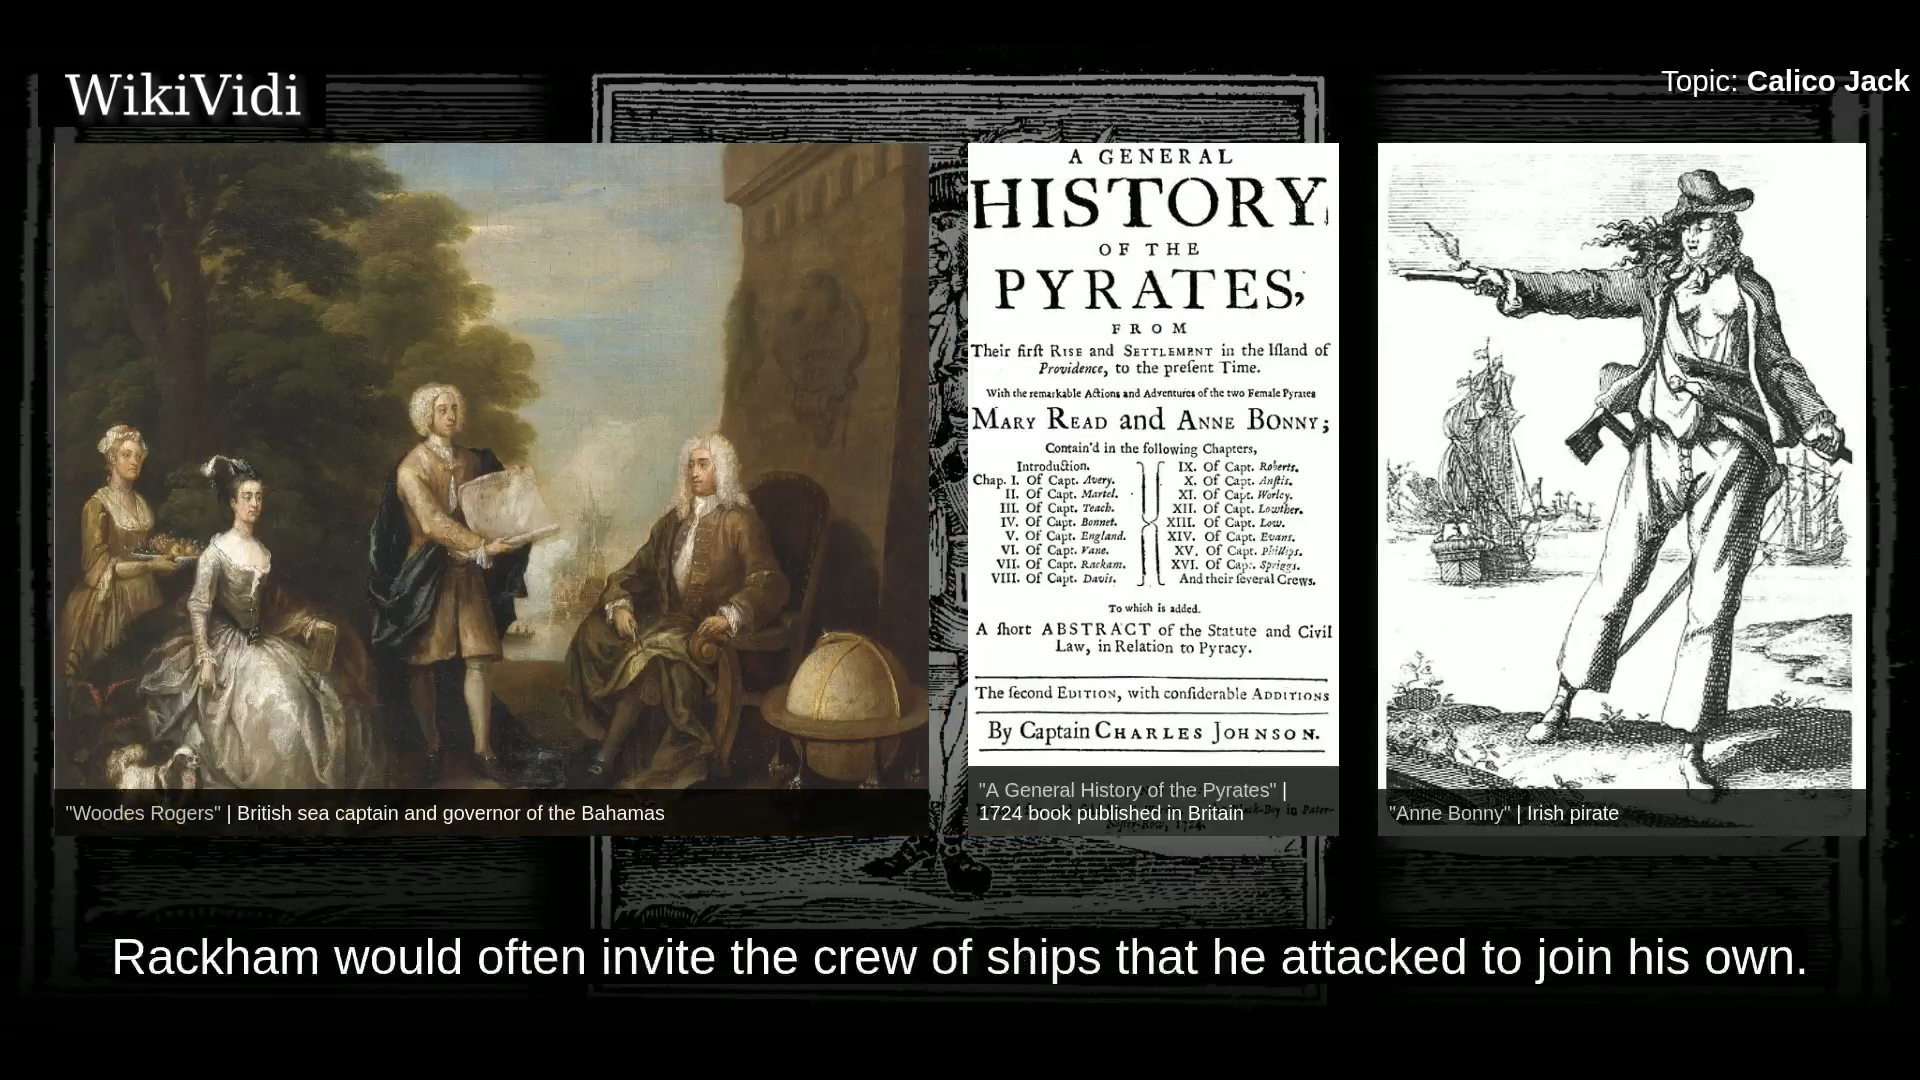 WikiVidi
Topic: Calico Jack
A GENERAL
HISTORY
OF THE
PYRATES,
FROM
Their firſt RISE and SETTLEMENT in the Iſland of
Providence, to the preſent Time.
With the remarkable Actions and Adventures of the two Female Pyrates
MARY READ and ANNE BONNY;
Contain'd in the following Chapters,
Introduction.
Chap. I. Of Capt. Avery.
II. Of Capt. Martel.
III. Of Capt. Teach.
IV. Of Capt. Bonnet.
V. Of Capt. England.
VI. Of Capt. Vane.
VII. Of Capt. Rackam.
VIII. Of Capt. Davis.
IX. Of Capt. Roberts.
X. Of Capt. Anſtis.
XI. Of Capt. Worley.
XII. Of Capt. Lowther.
XIII. Of Capt. Low.
XIV. Of Capt. Evans.
XV. Of Capt. Phillips.
XVI. Of Capt. Spriggs.
And their ſeveral Crews.
To which is added.
A ſhort ABSTRACT of the Statute and Civil
Law, in Relation to Pyracy.
The ſecond EDITION, with conſiderable ADDITIONS
By Captain CHARLES JOHNSON.
"Woodes Rogers" | British sea captain and governor of the Bahamas
"A General History of the Pyrates" |
1724 book published in Britain
"Anne Bonny" | Irish pirate
Rackham would often invite the crew of ships that he attacked to join his own.